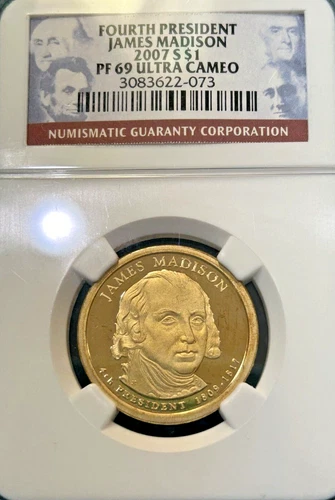 FOURTH PRESIDENT
JAMES MADISON
2007 S $1
PF 69 ULTRA CAMEO
3083622-073
NUMISMATIC GUARANTY CORPORATION
JAMES MADISON
4th PRESIDENT 1809-1817